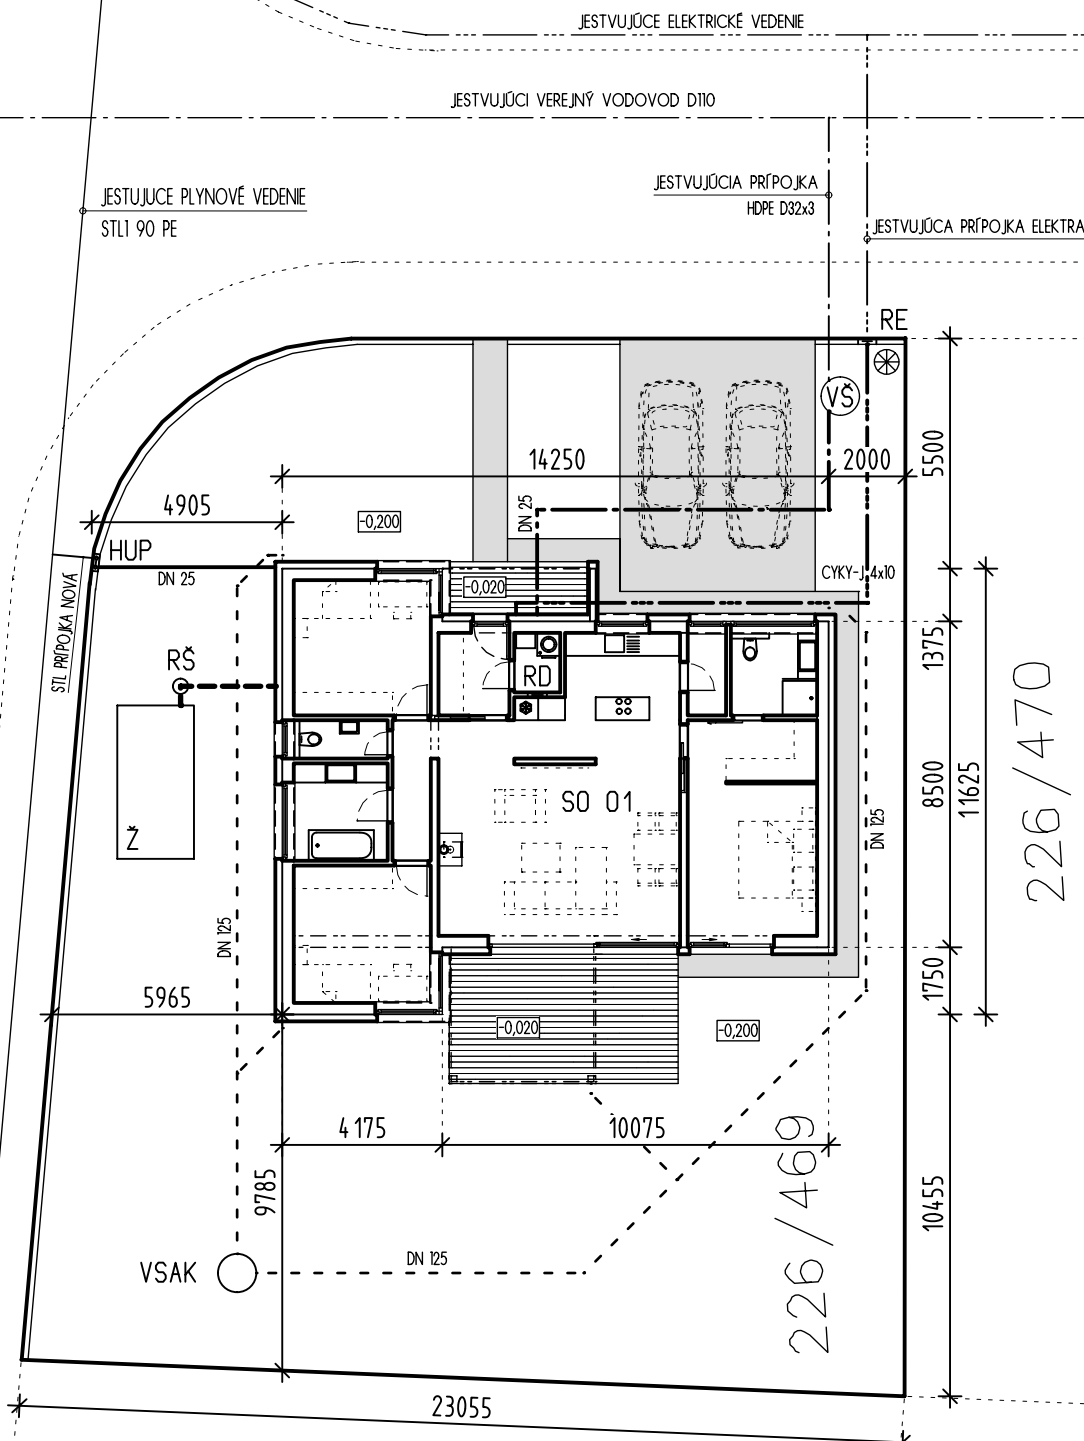 JESTVUJÚCE ELEKTRICKÉ VEDENIE
JESTVUJÚCI VEREJNÝ VODOVOD D110
JESTUJUCE PLYNOVÉ VEDENIE
STL1 90 PE
JESTVUJÚCIA PRÍPOJKA
HDPE D32x3
JESTVUJÚCA PRÍPOJKA ELEKTRA
RE
VŠ
14250
2000
5500
4905
-0,200
DN 25
HUP
DN 25
CYKY-J 4x10
-0,020
STL PRÍPOJKA NOVÁ
RŠ
RD
1375
226/470
8500
11625
SO 01
Ž
DN 125
DN 125
5965
1750
-0,020
-0,200
4175
10075
9785
226/469
10455
VSAK
DN 125
23055